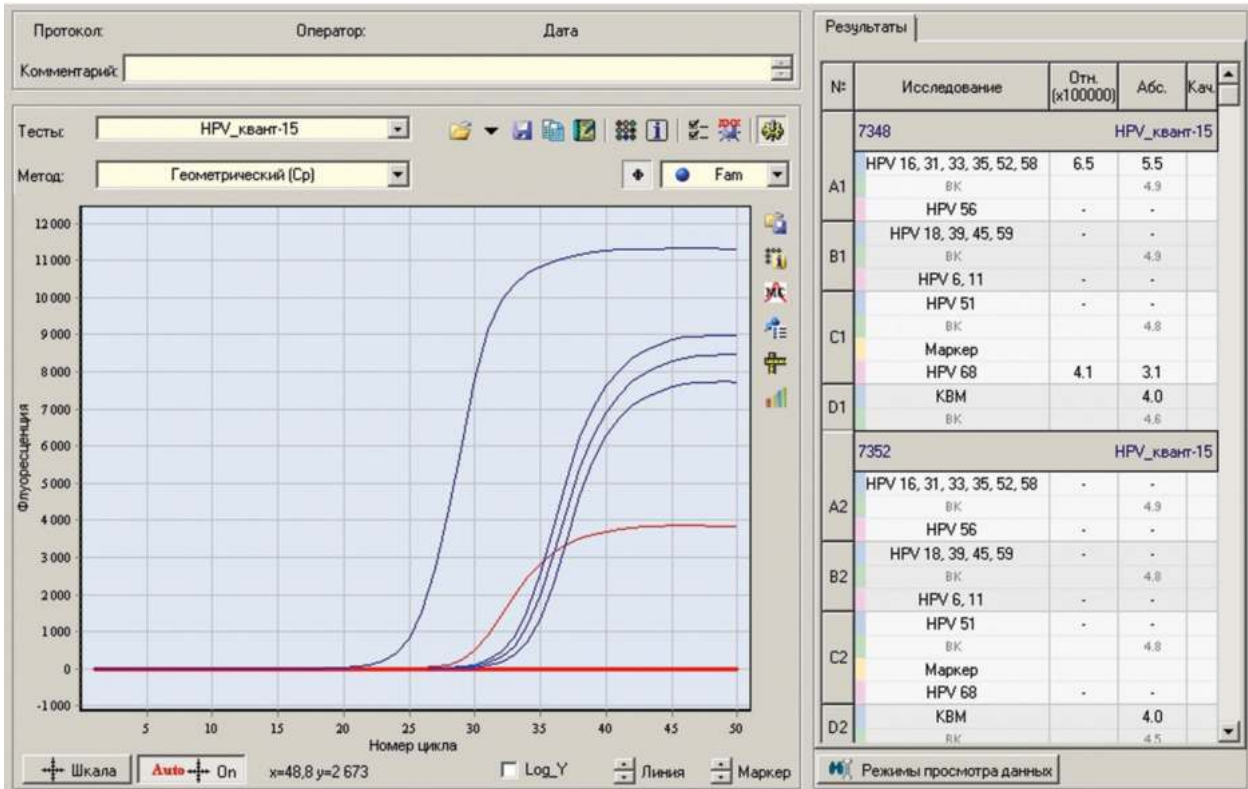 Протокол: Оператор: Дата
Комментарий:
Тесты: HPV_квант-15
Метод: Геометрический (Cp) Fam
12 000
11 000
10 000
9 000
8 000
7 000
6 000
5 000
4 000
3 000
2 000
1 000
0
-1 000
Флуоресценция
5 10 15 20 25 30 35 40 45 50
Номер цикла
Шкала Auto On x=48,8 y=2 673 Log_Y Линия Маркер
Результаты
№ Исследование Отн. (x100000) Абс. Кач.
7348 HPV_квант-15
A1 HPV 16, 31, 33, 35, 52, 58 6.5 5.5
ВК 4.9
HPV 56 - -
B1 HPV 18, 39, 45, 59 - -
ВК 4.9
HPV 6, 11 - -
C1 HPV 51 - -
ВК 4.8
Маркер
HPV 68 4.1 3.1
D1 КВМ 4.0
ВК 4.6
7352 HPV_квант-15
A2 HPV 16, 31, 33, 35, 52, 58 - -
ВК 4.9
HPV 56 - -
B2 HPV 18, 39, 45, 59 - -
ВК 4.8
HPV 6, 11 - -
C2 HPV 51 - -
ВК 4.8
Маркер
HPV 68 - -
D2 КВМ 4.0
ВК 4.5
Режимы просмотра данных